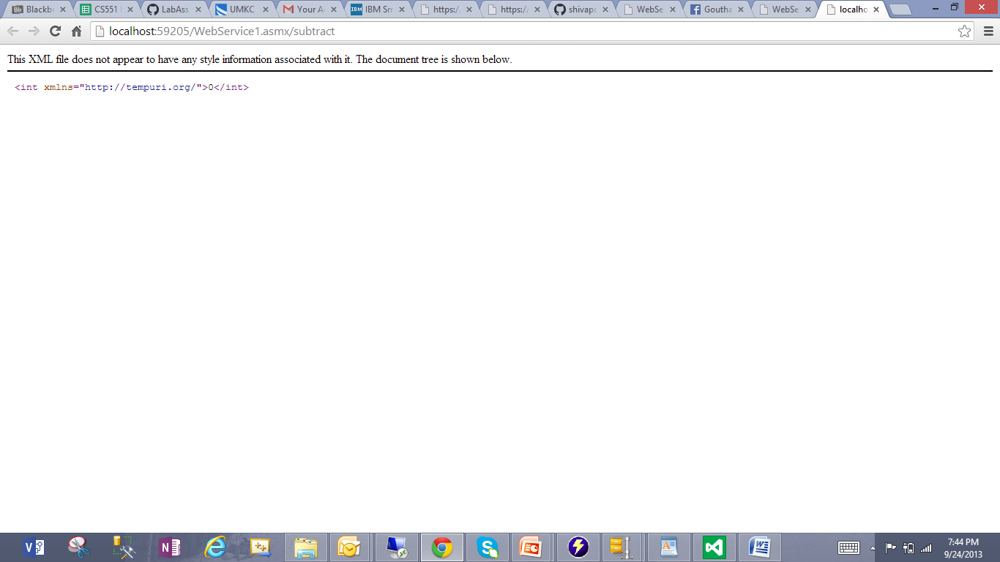 Blackb
CS551
LabAss
UMKC
Your A
IBM Sm
https:/
https:/
shivap
WebSe
Goutha
WebSe
localho
localhost:59205/WebService1.asmx/subtract
This XML file does not appear to have any style information associated with it. The document tree is shown below.
<int xmlns="http://tempuri.org/">0</int>
7:44 PM
9/24/2013